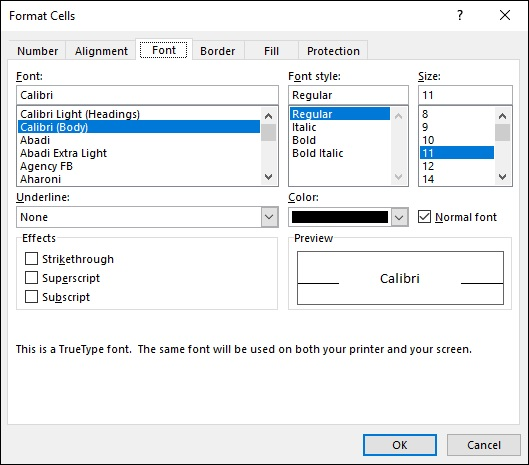 Format Cells
Number Alignment Font Border Fill Protection
Font: Font style: Size:
Calibri Regular 11
Calibri Light (Headings) Regular 8
Calibri (Body) Italic 9
Abadi Bold 10
Abadi Extra Light Bold Italic 11
Agency FB 12
Aharoni 14
Underline: Color:
None Normal font
Effects Preview
Strikethrough
Superscript Calibri
Subscript
This is a TrueType font. The same font will be used on both your printer and your screen.
OK Cancel